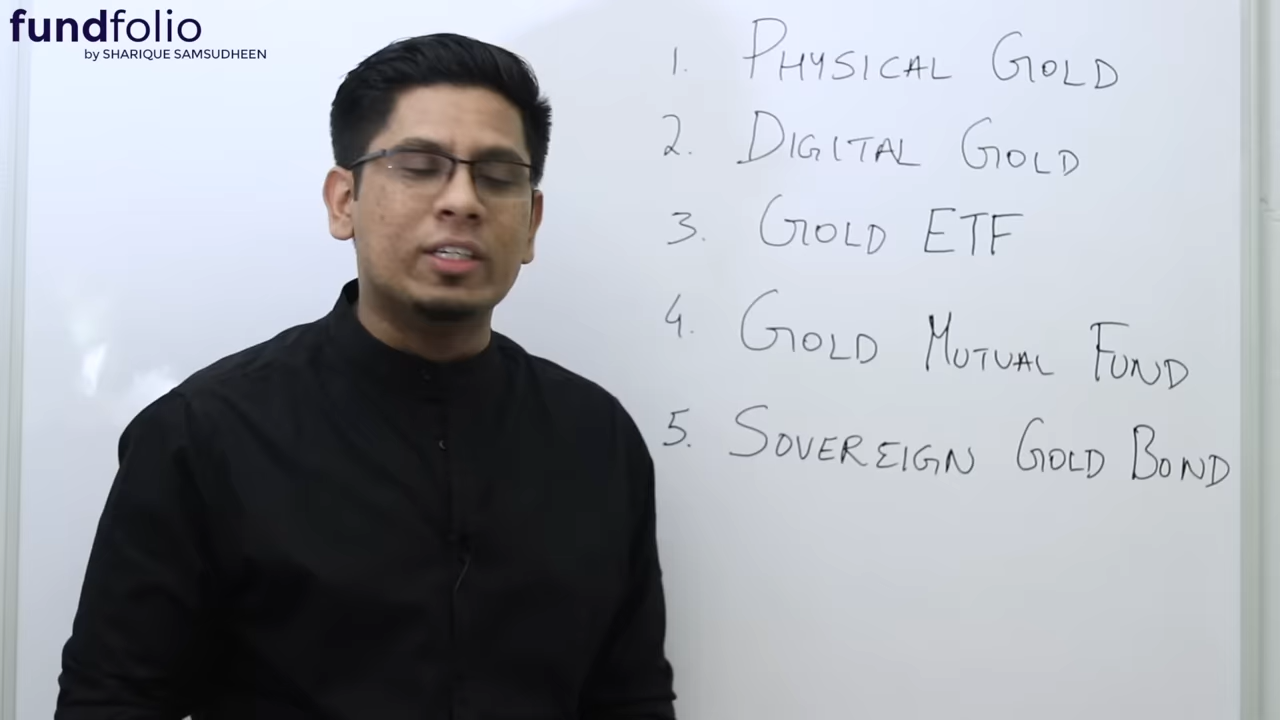 fundfolio
by SHARIQUE SAMSUDHEEN
1. PHYSICAL GOLD
2. DIGITAL GOLD
3. GOLD ETF
4. GOLD MUTUAL FUND
5. SOVEREIGN GOLD BOND